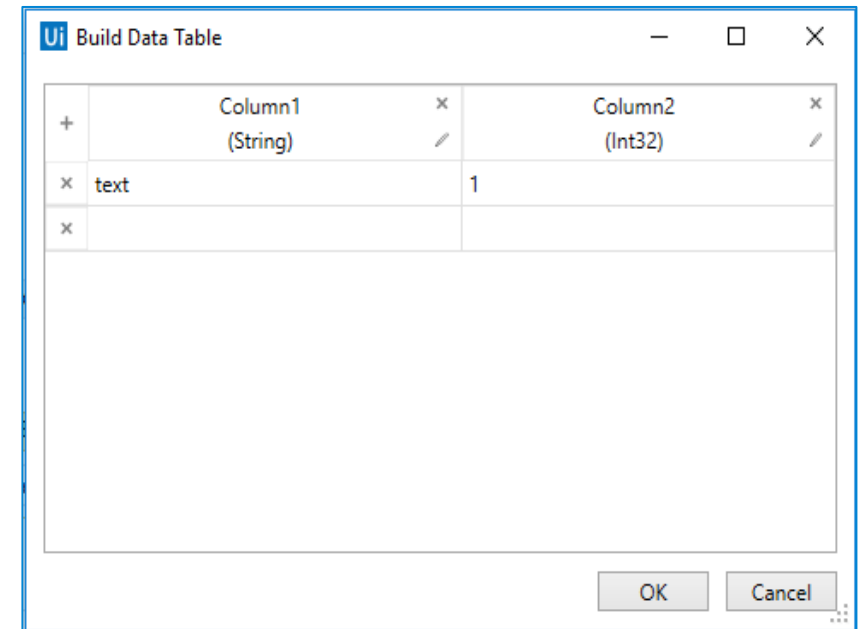 Ui Build Data Table
Column1 Column2
(String) (Int32)
text 1
OK Cancel